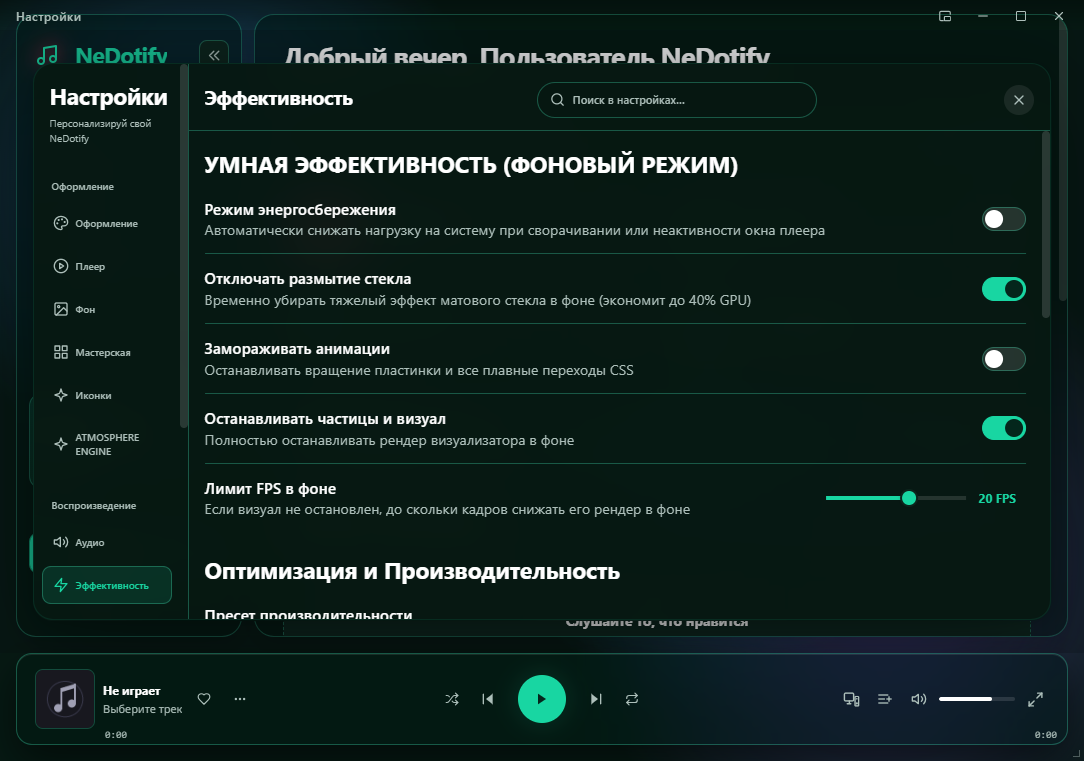 Настройки
NeDotify
Добрый вечер, Пользователь NeDotify
Настройки
Персонализируй свой
NeDotify
Эффективность
Поиск в настройках...
Оформление
Оформление
Плеер
Фон
Мастерская
Иконки
ATMOSPHERE
ENGINE
Воспроизведение
Аудио
Эффективность
УМНАЯ ЭФФЕКТИВНОСТЬ (ФОНОВЫЙ РЕЖИМ)
Режим энергосбережения
Автоматически снижать нагрузку на систему при сворачивании или неактивности окна плеера
Отключать размытие стекла
Временно убирать тяжелый эффект матового стекла в фоне (экономит до 40% GPU)
Замораживать анимации
Останавливать вращение пластинки и все плавные переходы CSS
Останавливать частицы и визуал
Полностью останавливать рендер визуализатора в фоне
Лимит FPS в фоне
Если визуал не остановлен, до скольки кадров снижать его рендер в фоне
20 FPS
Оптимизация и Производительность
Пресет производительности
Слушайте то, что нравится
Не играет
Выберите трек
0:00
0:00